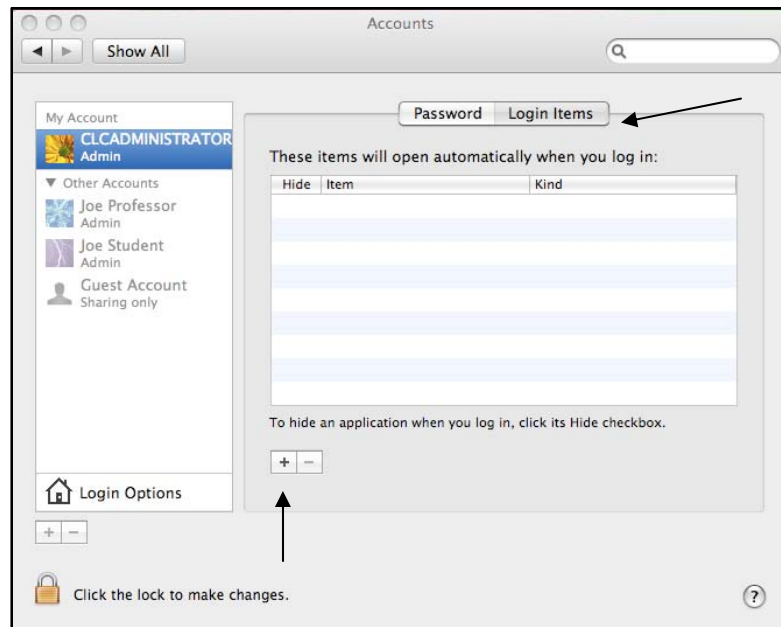 Accounts
Show All
My Account
CLCADMINISTRATOR
Admin
Other Accounts
Joe Professor
Admin
Joe Student
Admin
Guest Account
Sharing only
Login Options
+ −
Password Login Items
These items will open automatically when you log in:
Hide Item Kind
To hide an application when you log in, click its Hide checkbox.
+ −
Click the lock to make changes.
?